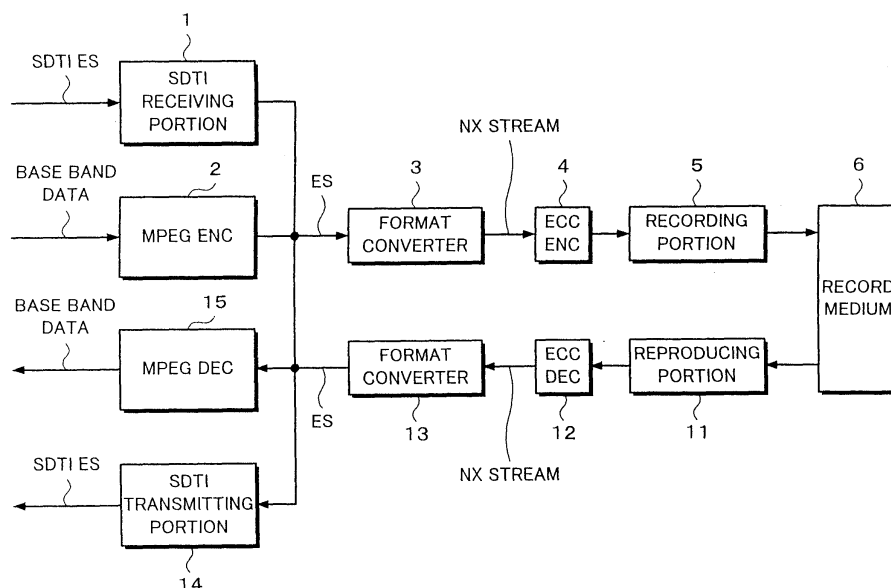 1
SDTI ES
SDTI
RECEIVING
PORTION
NX STREAM
BASE BAND
DATA
2
MPEG ENC
ES
3
FORMAT
CONVERTER
4
ECC
ENC
5
RECORDING
PORTION
6
RECORD
MEDIUM
BASE BAND
DATA
15
MPEG DEC
ES
FORMAT
CONVERTER
13
ECC
DEC
12
REPRODUCING
PORTION
11
NX STREAM
SDTI ES
SDTI
TRANSMITTING
PORTION
14